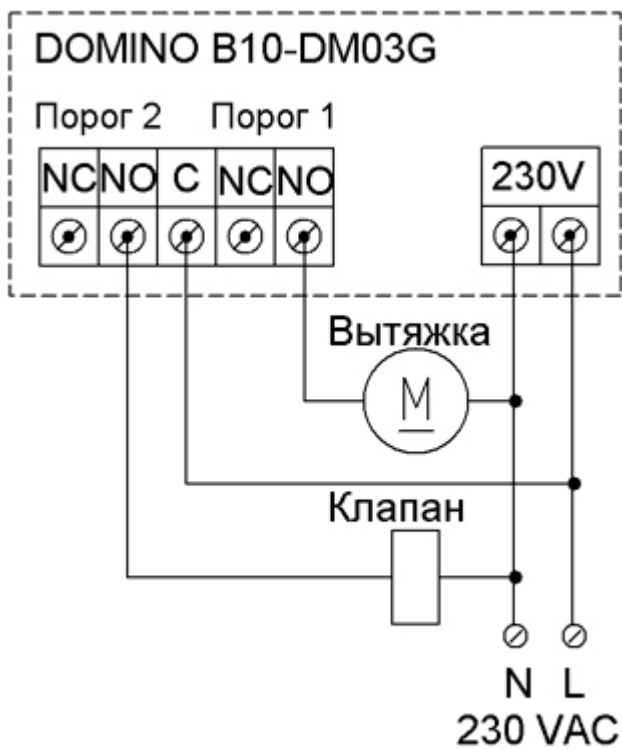 DOMINO B10-DM03G
Порог 2 Порог 1
NC NO C NC NO 230V
Вытяжка
M
Клапан
N L
230 VAC